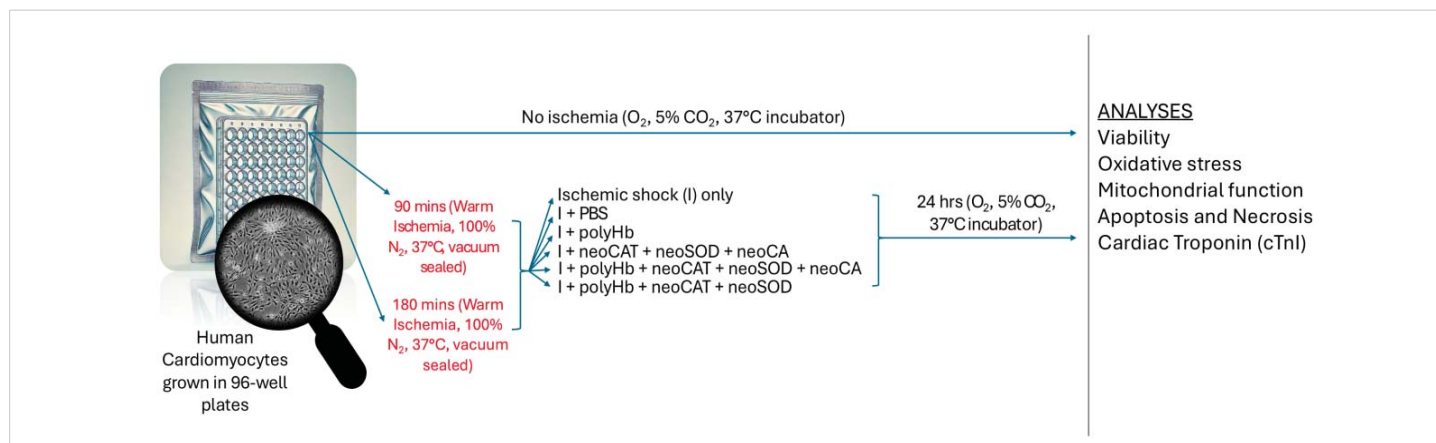 No ischemia (O₂, 5% CO₂, 37°C incubator)
90 mins (Warm
Ischemia, 100%
N₂, 37°C, vacuum
sealed)
180 mins (Warm
Ischemia, 100%
N₂, 37°C, vacuum
sealed)
Ischemic shock (I) only
I + PBS
I + polyHb
I + neoCAT + neoSOD + neoCA
I + polyHb + neoCAT + neoSOD + neoCA
I + polyHb + neoCAT + neoSOD
24 hrs (O₂, 5% CO₂,
37°C incubator)
Human
Cardiomyocytes
grown in 96-well
plates
ANALYSES
Viability
Oxidative stress
Mitochondrial function
Apoptosis and Necrosis
Cardiac Troponin (cTnI)